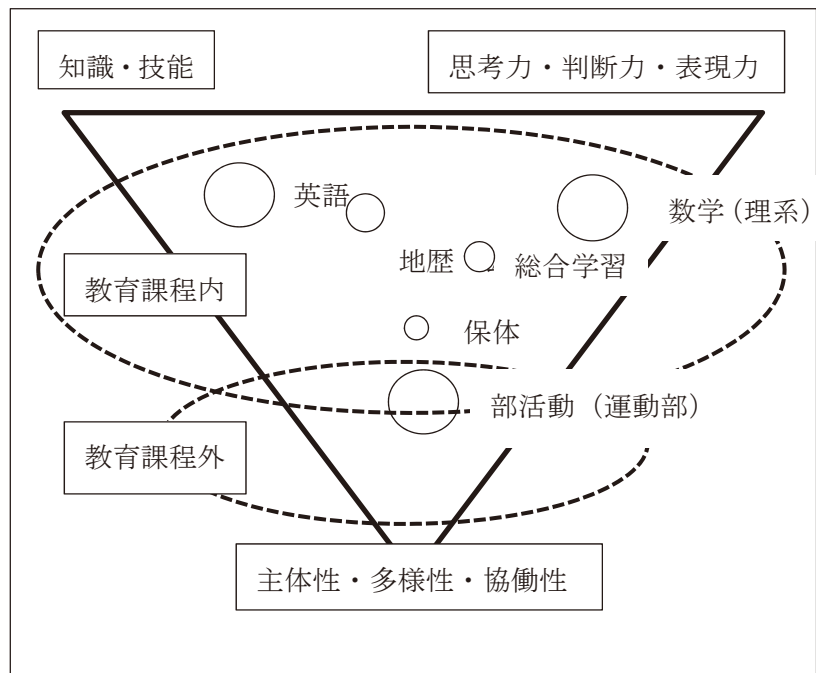 知識・技能
思考力・判断力・表現力
英語
数学(理系)
地歴
総合学習
教育課程内
保体
部活動（運動部）
教育課程外
主体性・多様性・協働性